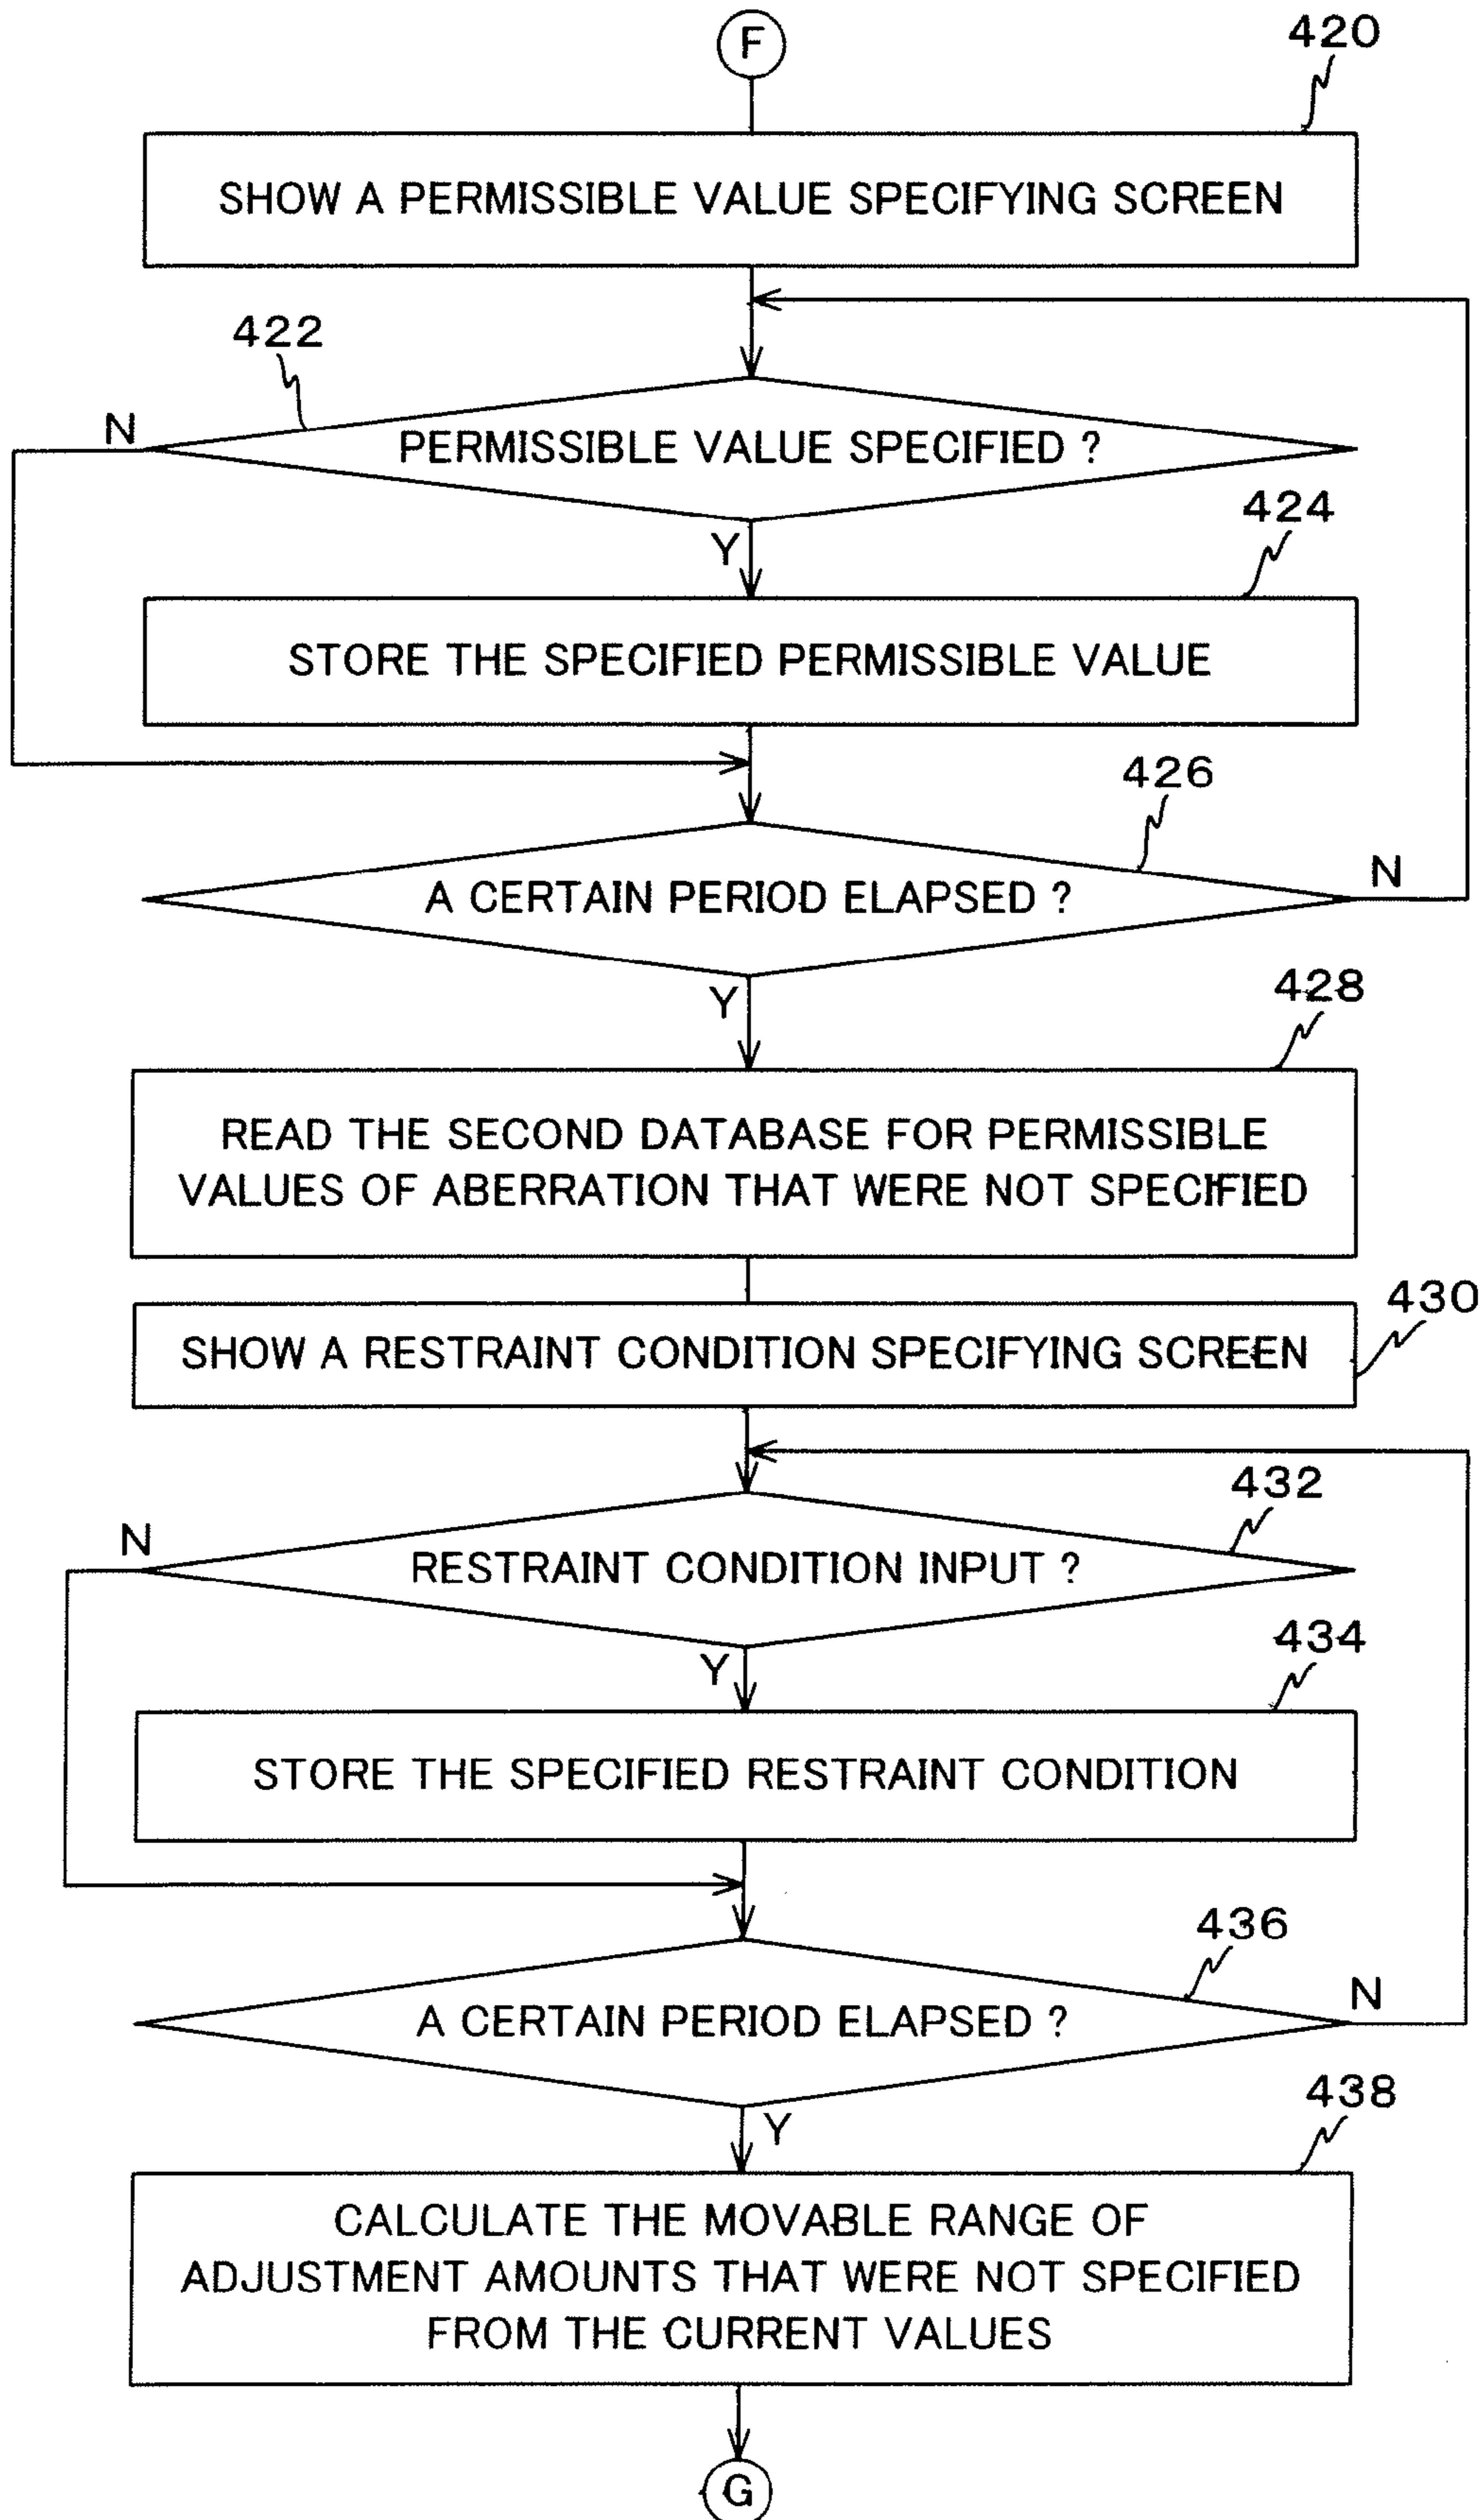 F
420
SHOW A PERMISSIBLE VALUE SPECIFYING SCREEN
422
N
PERMISSIBLE VALUE SPECIFIED ?
424
Y
STORE THE SPECIFIED PERMISSIBLE VALUE
426
N
A CERTAIN PERIOD ELAPSED ?
428
Y
READ THE SECOND DATABASE FOR PERMISSIBLE
VALUES OF ABERRATION THAT WERE NOT SPECIFIED
430
SHOW A RESTRAINT CONDITION SPECIFYING SCREEN
432
N
RESTRAINT CONDITION INPUT ?
434
Y
STORE THE SPECIFIED RESTRAINT CONDITION
436
N
A CERTAIN PERIOD ELAPSED ?
438
Y
CALCULATE THE MOVABLE RANGE OF
ADJUSTMENT AMOUNTS THAT WERE NOT SPECIFIED
FROM THE CURRENT VALUES
G